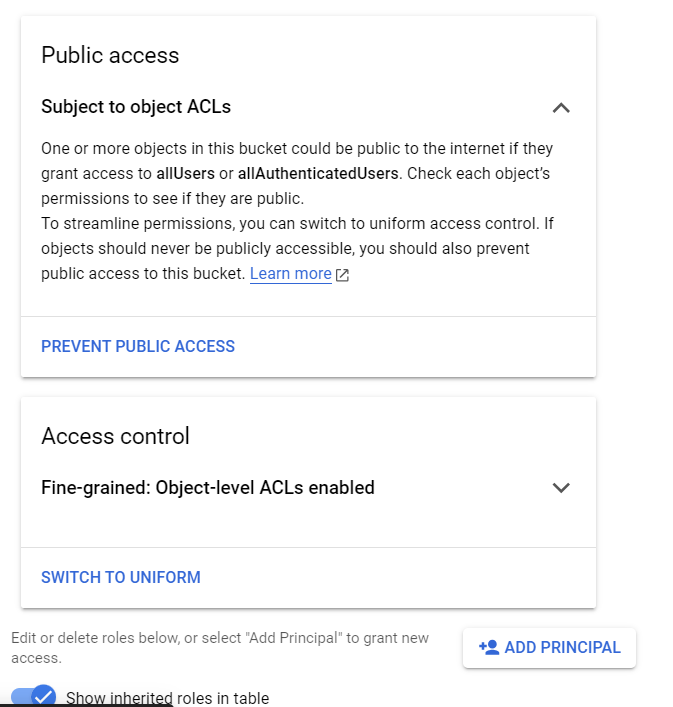 Public access
Subject to object ACLs
One or more objects in this bucket could be public to the internet if they
grant access to allUsers or allAuthenticatedUsers. Check each object’s
permissions to see if they are public.
To streamline permissions, you can switch to uniform access control. If
objects should never be publicly accessible, you should also prevent
public access to this bucket. Learn more
PREVENT PUBLIC ACCESS
Access control
Fine-grained: Object-level ACLs enabled
SWITCH TO UNIFORM
Edit or delete roles below, or select "Add Principal" to grant new
access.
ADD PRINCIPAL
Show inherited roles in table